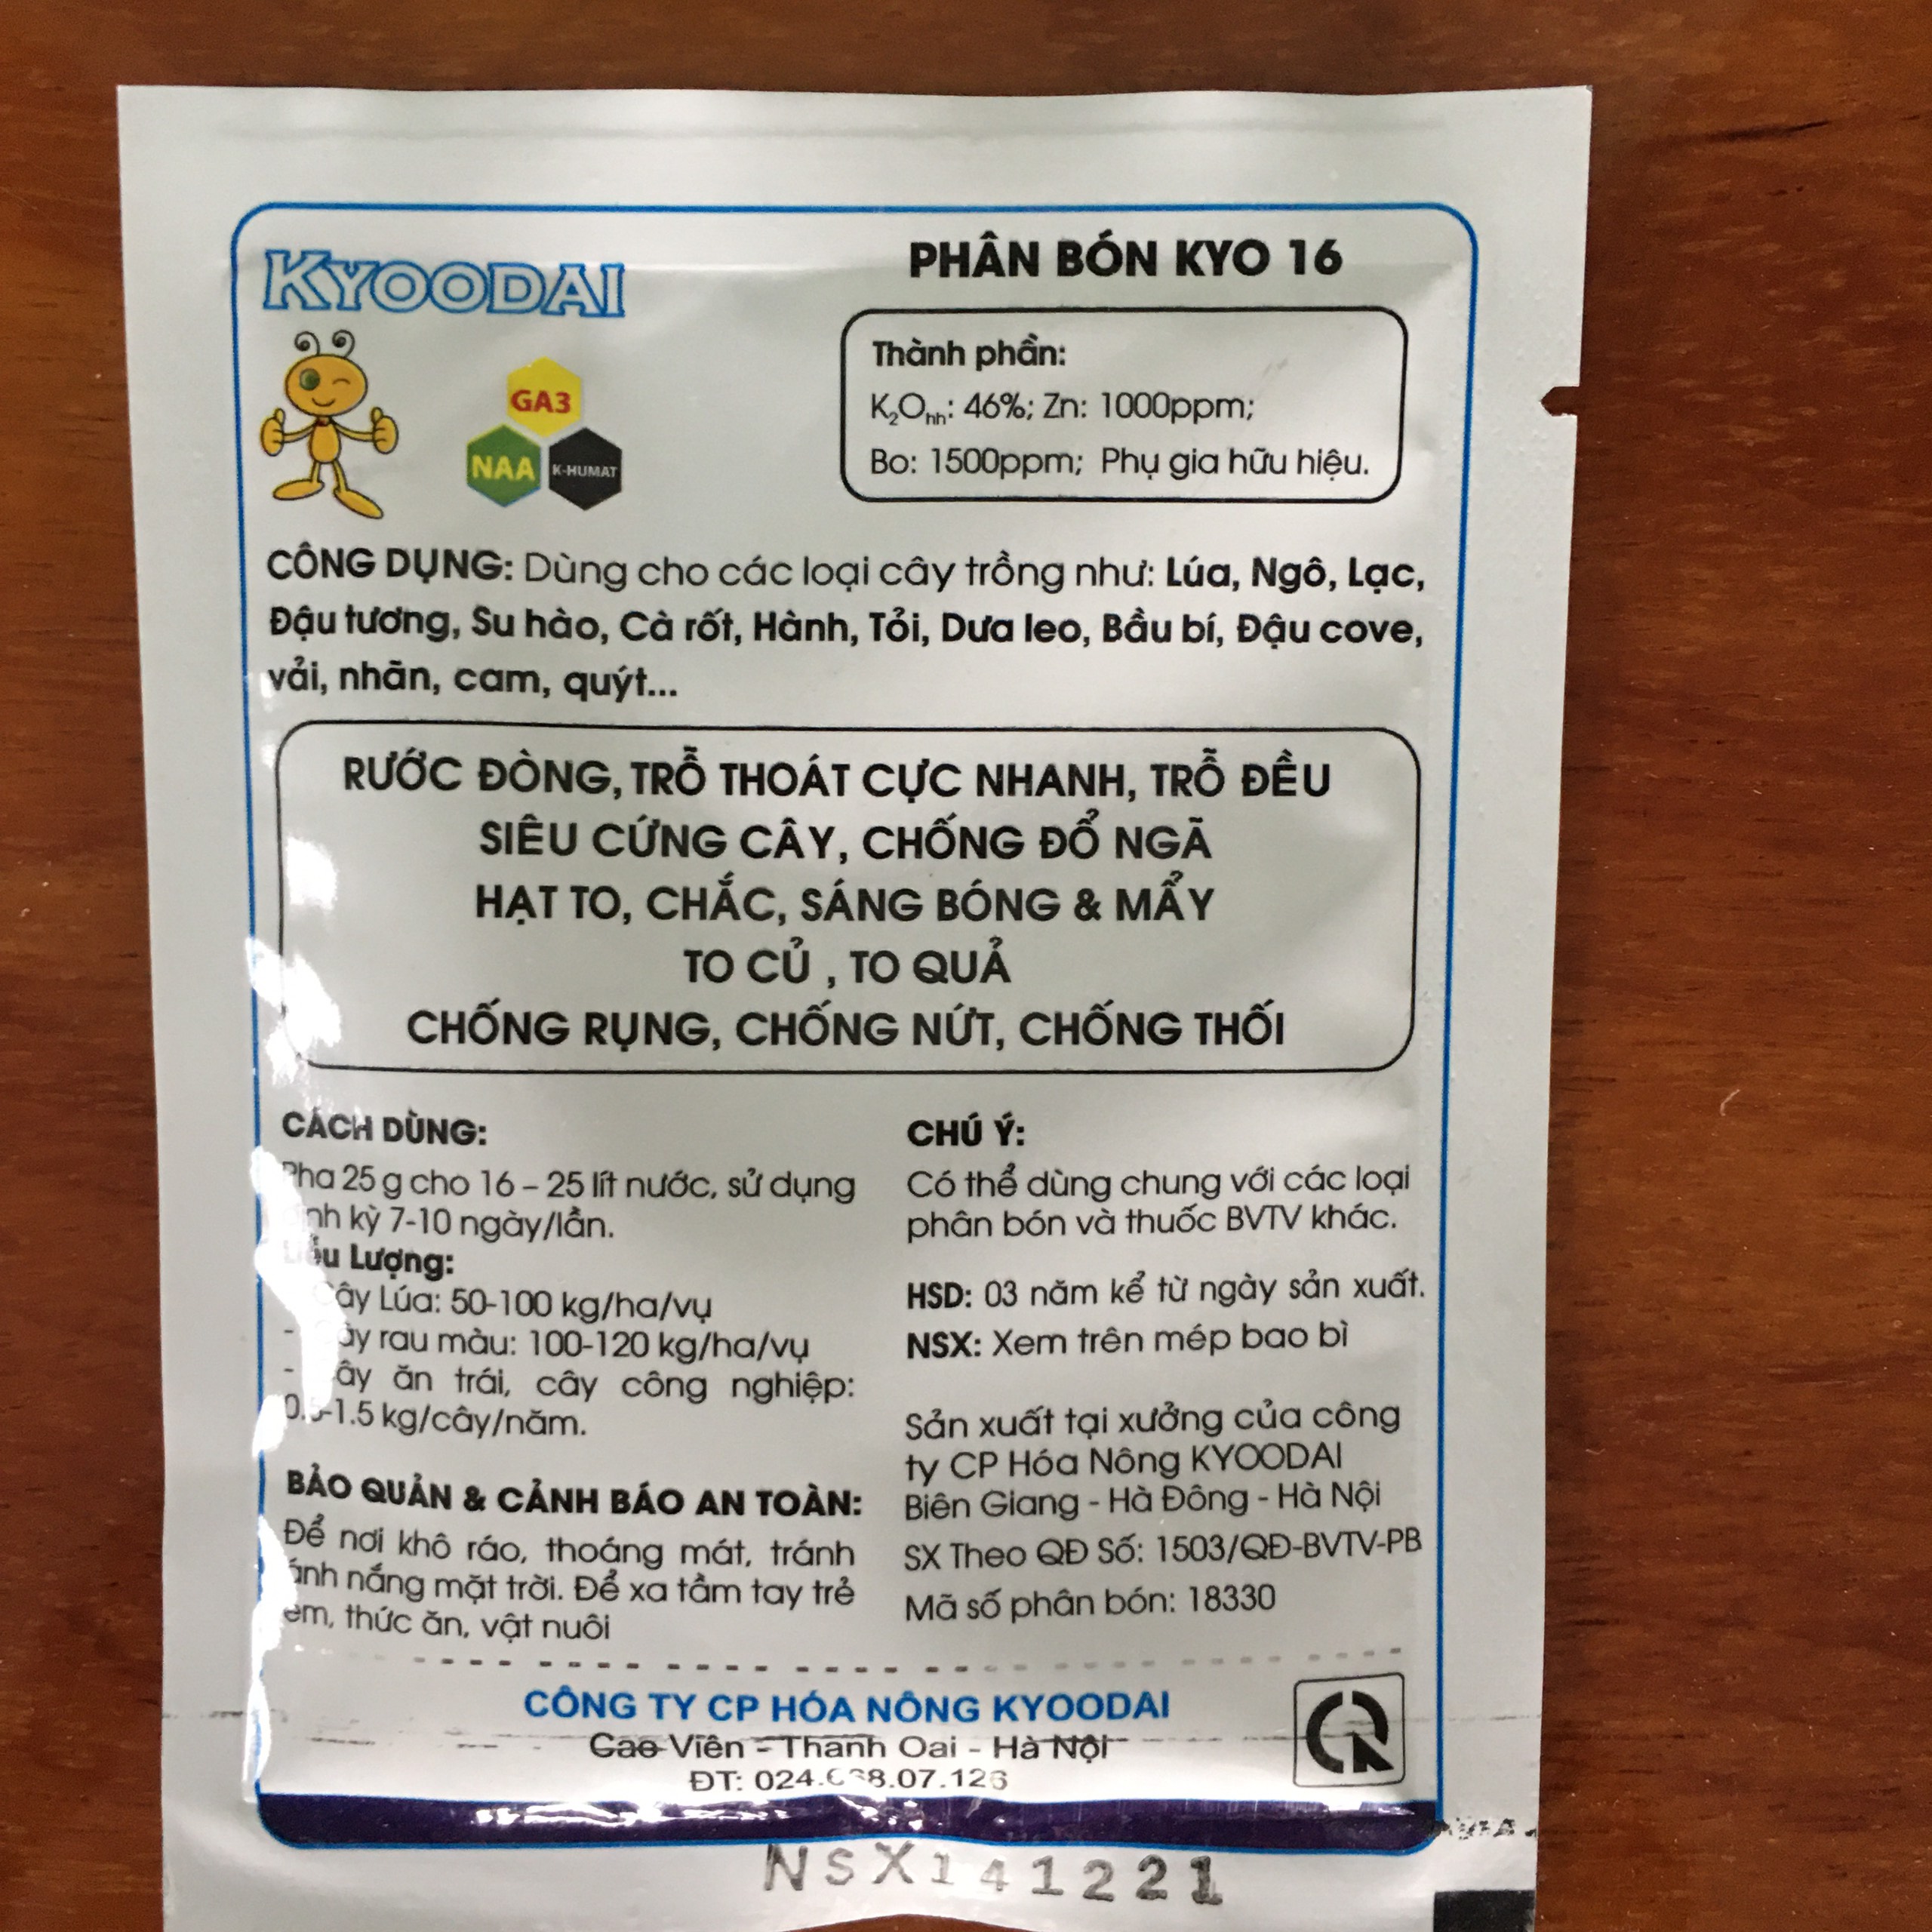 KYOODAI
PHÂN BÓN KYO 16
GA3
NAA
K-HUMAT
Thành phần:
K₂Ohh: 46%; Zn: 1000ppm;
Bo: 1500ppm; Phụ gia hữu hiệu.
CÔNG DỤNG: Dùng cho các loại cây trồng như: Lúa, Ngô, Lạc,
Đậu tương, Su hào, Cà rốt, Hành, Tỏi, Dưa leo, Bầu bí, Đậu cove,
vải, nhãn, cam, quýt...
RƯỚC ĐÒNG, TRỖ THOÁT CỰC NHANH, TRỖ ĐỀU
SIÊU CỨNG CÂY, CHỐNG ĐỔ NGÃ
HẠT TO, CHẮC, SÁNG BÓNG & MẨY
TO CỦ , TO QUẢ
CHỐNG RỤNG, CHỐNG NỨT, CHỐNG THỐI
CÁCH DÙNG:
Pha 25 g cho 16 – 25 lít nước, sử dụng
kỳ 7-10 ngày/lần.
Lượng:
Cây Lúa: 50-100 kg/ha/vụ
- Cây rau màu: 100-120 kg/ha/vụ
- Cây ăn trái, cây công nghiệp:
0.5-1.5 kg/cây/năm.
BẢO QUẢN & CẢNH BÁO AN TOÀN:
Để nơi khô ráo, thoáng mát, tránh
ánh nắng mặt trời. Để xa tầm tay trẻ
em, thức ăn, vật nuôi
CHÚ Ý:
Có thể dùng chung với các loại
phân bón và thuốc BVTV khác.
HSD: 03 năm kể từ ngày sản xuất.
NSX: Xem trên mép bao bì
Sản xuất tại xưởng của công
ty CP Hóa Nông KYOODAI
Biên Giang - Hà Đông - Hà Nội
SX Theo QĐ Số: 1503/QĐ-BVTV-PB
Mã số phân bón: 18330
CÔNG TY CP HÓA NÔNG KYOODAI
Cao Viên - Thanh Oai - Hà Nội
ĐT:
NSX141221